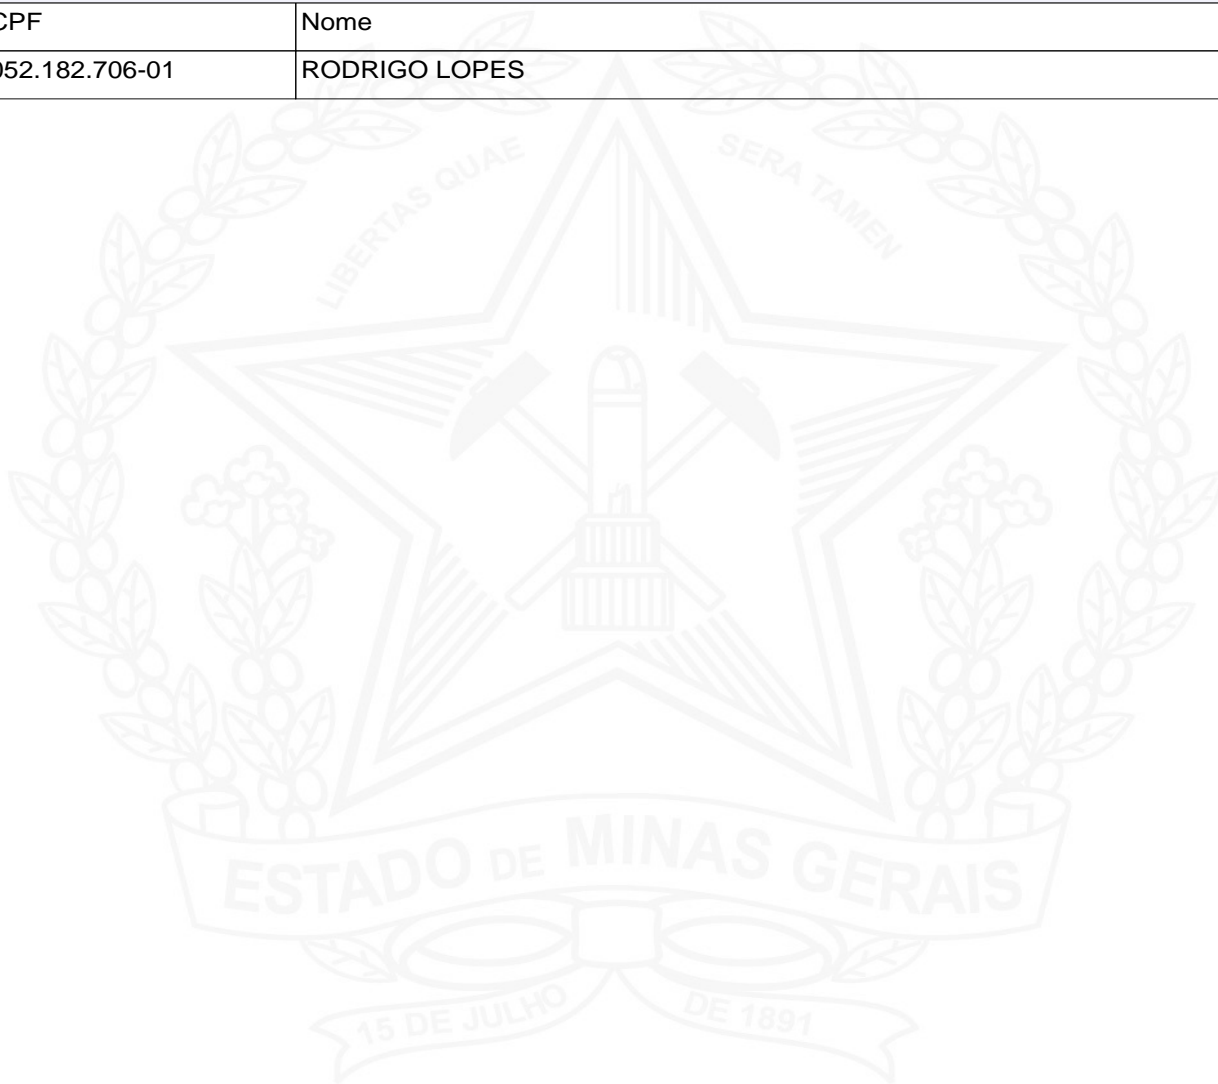 CPF Nome
052.182.706-01 RODRIGO LOPES
LIBERTAS QUAE SERA TAMEN
ESTADO DE MINAS GERAIS
15 DE JULHO DE 1891